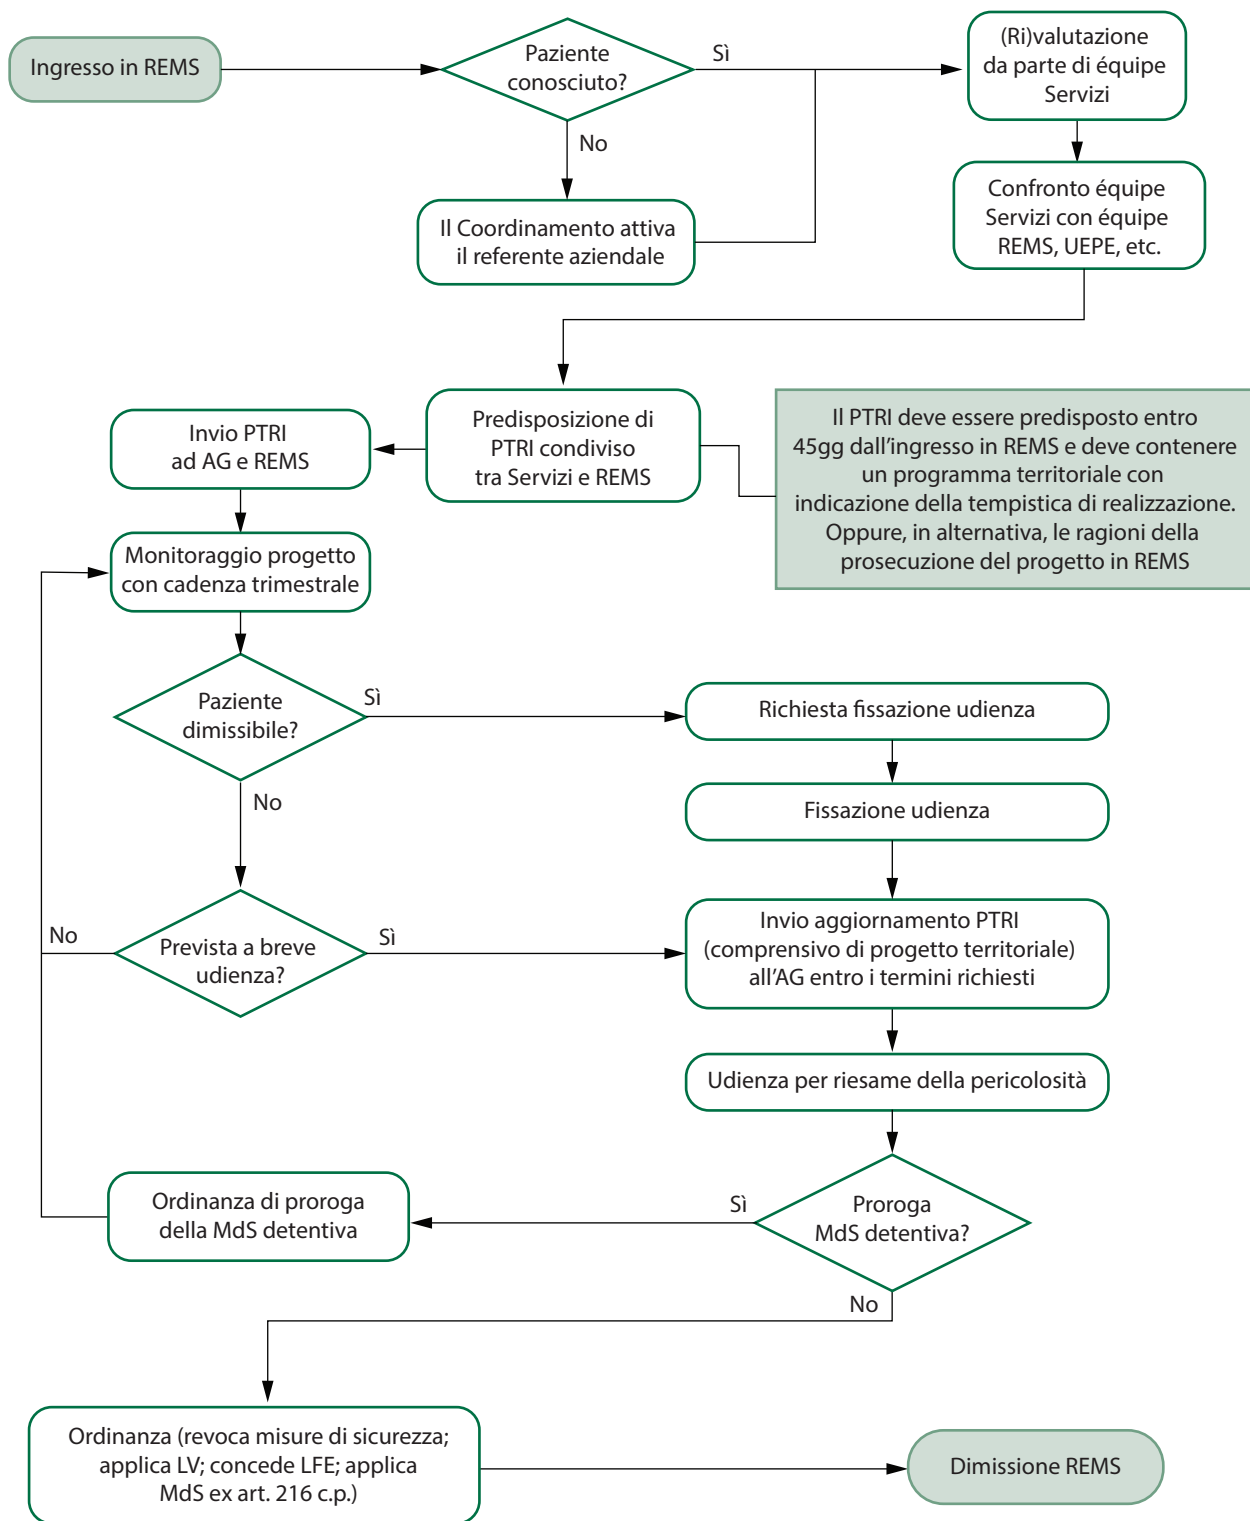 Ingresso in REMS
Paziente
conosciuto?
Sì
(Ri)valutazione
da parte di équipe
Servizi
No
Il Coordinamento attiva
il referente aziendale
Confronto équipe
Servizi con équipe
REMS, UEPE, etc.
Predisposizione di
PTRI condiviso
tra Servizi e REMS
Il PTRI deve essere predisposto entro
45gg dall'ingresso in REMS e deve contenere
un programma territoriale con
indicazione della tempistica di realizzazione.
Oppure, in alternativa, le ragioni della
prosecuzione del progetto in REMS
Invio PTRI
ad AG e REMS
Monitoraggio progetto
con cadenza trimestrale
Paziente
dimissibile?
Sì
Richiesta fissazione udienza
No
Fissazione udienza
Prevista a breve
udienza?
No
Sì
Invio aggiornamento PTRI
(comprensivo di progetto territoriale)
all'AG entro i termini richiesti
Udienza per riesame della pericolosità
Proroga
MdS detentiva?
Sì
Ordinanza di proroga
della MdS detentiva
No
Ordinanza (revoca misure di sicurezza;
applica LV; concede LFE; applica
MdS ex art. 216 c.p.)
Dimissione REMS